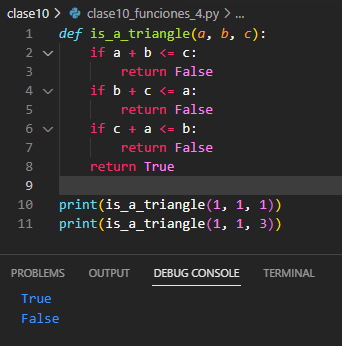 clase10 > clase10_funciones_4.py > ...
1 def is_a_triangle(a, b, c):
2     if a + b <= c:
3         return False
4     if b + c <= a:
5         return False
6     if c + a <= b:
7         return False
8     return True
9
10 print(is_a_triangle(1, 1, 1))
11 print(is_a_triangle(1, 1, 3))
PROBLEMS OUTPUT DEBUG CONSOLE TERMINAL
True
False